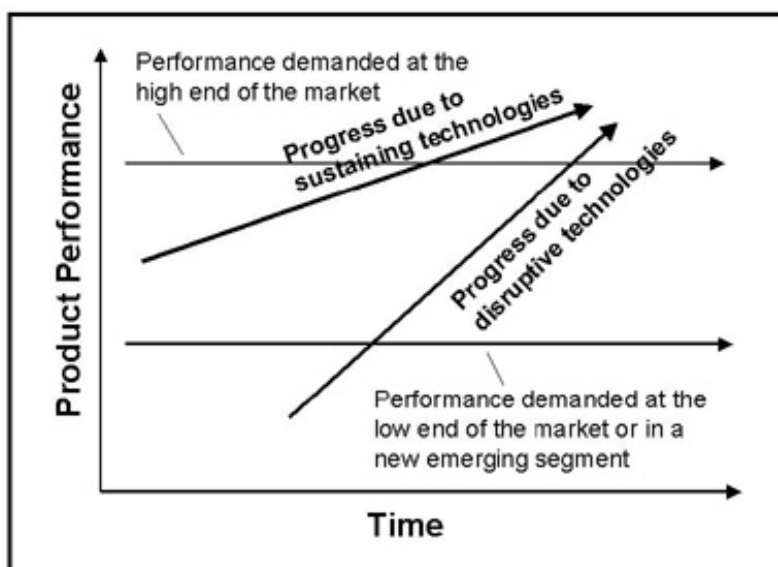 Performance demanded at the
high end of the market
Progress due to
sustaining technologies
Progress due to
disruptive technologies
Performance demanded at the
low end of the market or in a
new emerging segment
Product Performance
Time